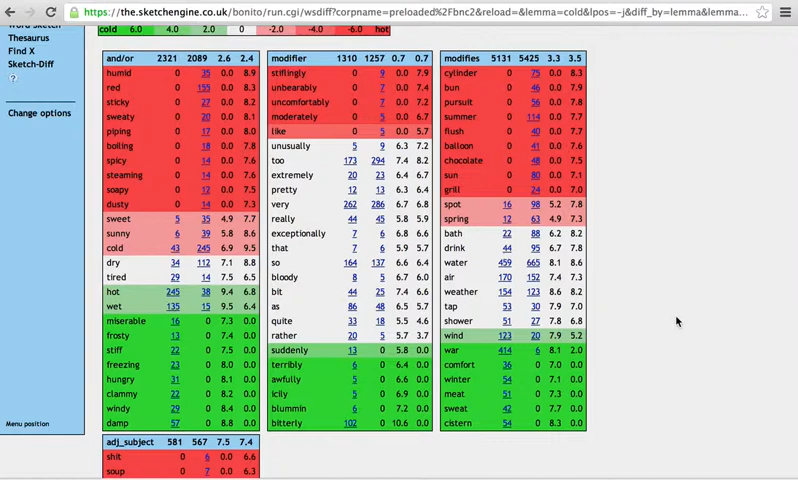 https://the.sketchengine.co.uk/bonito/run.cgi/wsdiff?corpname=preloaded%2Fbnc2&reload=&lemma=cold&lpos=-j&diff_by=lemma&lemma...
Thesaurus
Find X
Sketch-Diff
?
Change options
Menu position
cold 6.0 4.0 2.0 0 -2.0 -4.0 -6.0 hot
and/or 2321 2089 2.6 2.4
humid 0 35 0.0 8.9
red 0 155 0.0 8.3
sticky 0 27 0.0 8.2
sweaty 0 20 0.0 8.1
piping 0 17 0.0 8.0
boiling 0 18 0.0 7.8
spicy 0 14 0.0 7.6
steaming 0 14 0.0 7.6
soapy 0 12 0.0 7.5
dusty 0 14 0.0 7.3
sweet 5 35 4.9 7.7
sunny 6 39 5.8 8.6
cold 43 245 6.9 9.5
dry 34 112 7.1 8.8
tired 29 14 7.5 6.5
hot 245 38 9.4 6.8
wet 135 15 9.5 6.4
miserable 16 0 7.3 0.0
frosty 13 0 7.4 0.0
stiff 22 0 7.5 0.0
freezing 23 0 8.0 0.0
hungry 31 0 8.1 0.0
clammy 22 0 8.2 0.0
windy 29 0 8.4 0.0
damp 57 0 8.8 0.0
adj_subject 581 567 7.5 7.4
shit 0 6 0.0 6.6
soup 0 7 0.0 6.3
modifier 1310 1257 0.7 0.7
stiflingly 0 9 0.0 7.9
unbearably 0 7 0.0 7.4
uncomfortably 0 7 0.0 7.2
moderately 0 5 0.0 6.7
like 0 5 0.0 5.7
unusually 5 9 6.3 7.2
too 173 294 7.4 8.2
extremely 20 23 6.4 6.7
pretty 12 13 6.3 6.4
very 262 286 6.7 6.8
really 44 45 5.8 5.9
exceptionally 7 6 6.8 6.6
that 7 6 5.9 5.7
so 164 137 6.6 6.4
bloody 8 5 6.7 6.0
bit 44 25 7.4 6.6
as 86 48 6.5 5.7
quite 33 18 5.5 4.6
rather 20 5 5.7 3.7
suddenly 13 0 5.8 0.0
terribly 6 0 6.4 0.0
awfully 5 0 6.6 0.0
icily 5 0 6.9 0.0
blummin 6 0 7.2 0.0
bitterly 102 0 10.6 0.0
modifies 5131 5425 3.3 3.5
cylinder 0 75 0.0 8.3
bun 0 46 0.0 7.9
pursuit 0 56 0.0 7.8
summer 0 114 0.0 7.7
flush 0 40 0.0 7.7
balloon 0 41 0.0 7.6
chocolate 0 48 0.0 7.5
sun 0 80 0.0 7.1
grill 0 24 0.0 7.0
spot 16 98 5.2 7.8
spring 12 63 4.9 7.3
bath 22 88 6.2 8.2
drink 44 95 6.7 7.8
water 459 665 8.1 8.6
air 170 152 7.4 7.3
weather 154 123 8.6 8.2
tap 53 30 7.9 7.0
shower 51 27 7.8 6.8
wind 123 20 7.9 5.2
war 414 6 8.1 2.0
comfort 36 0 7.0 0.0
winter 54 0 7.1 0.0
meat 51 0 7.3 0.0
sweat 42 0 7.7 0.0
cistern 54 0 8.3 0.0